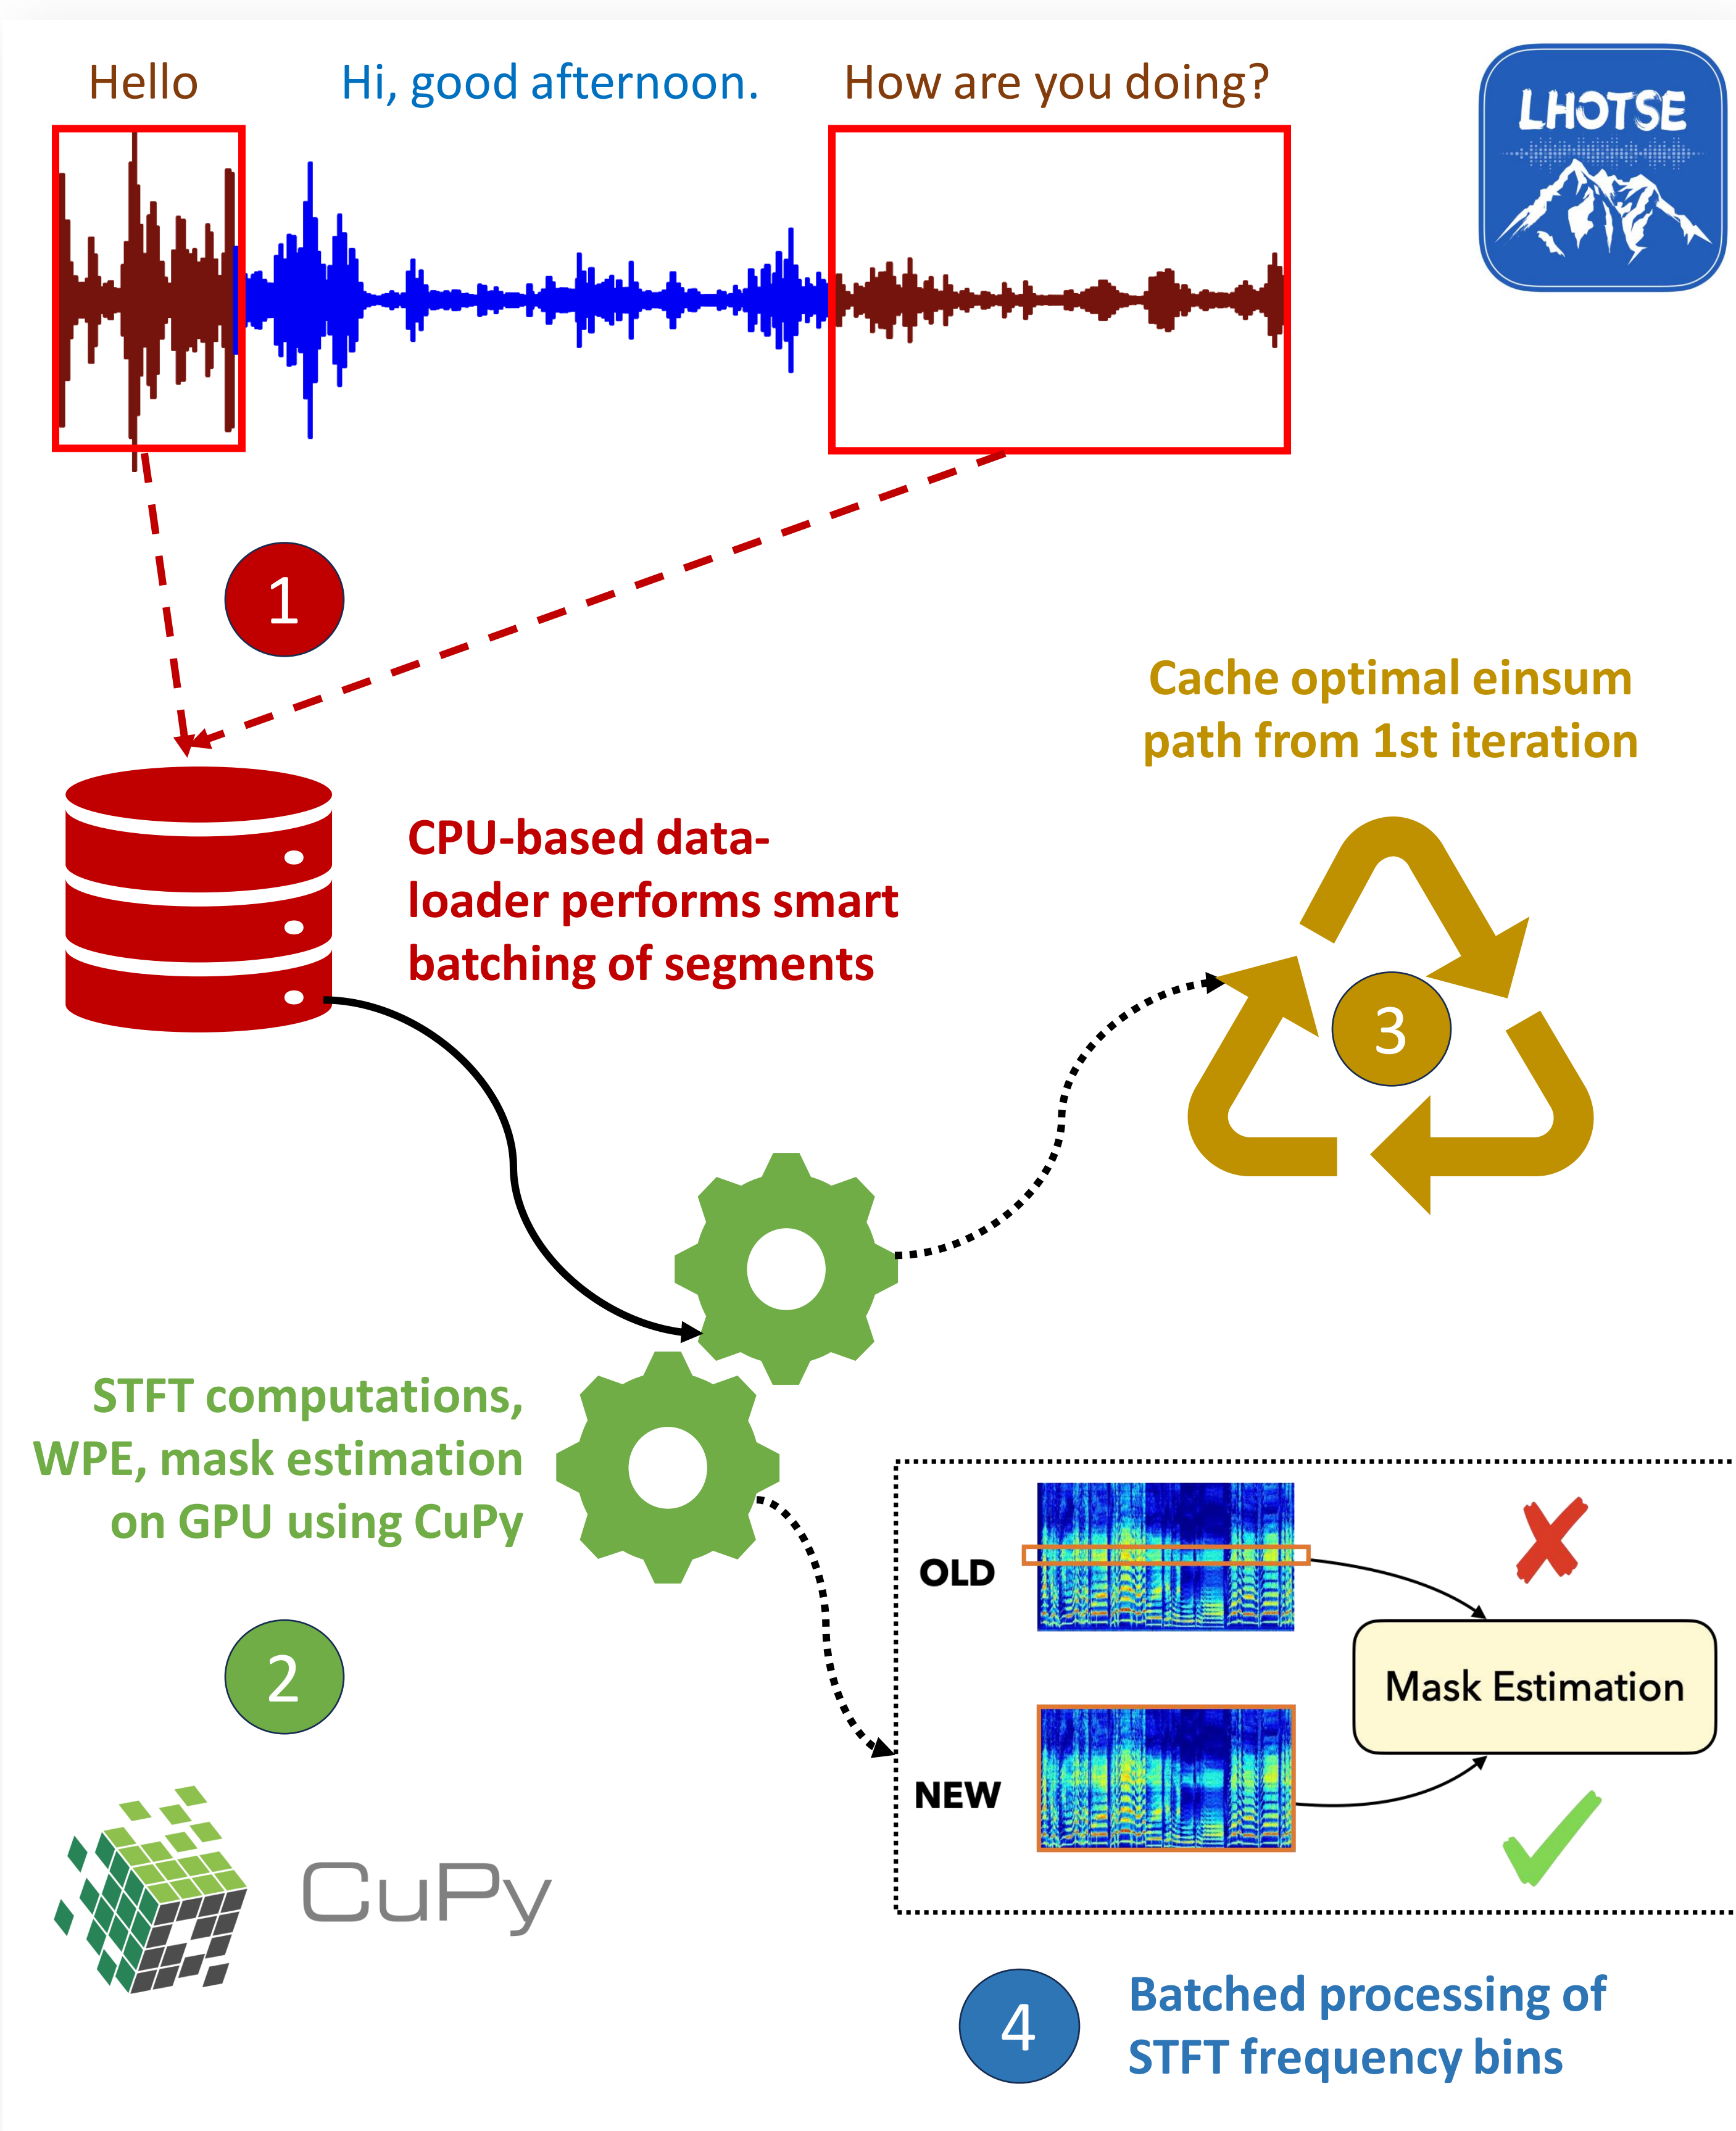 Hello
Hi, good afternoon.
How are you doing?
LHOTSE
1
Cache optimal einsum
path from 1st iteration
CPU-based data-
loader performs smart
batching of segments
3
STFT computations,
WPE, mask estimation
on GPU using CuPy
2
OLD
Mask Estimation
NEW
CuPy
4
Batched processing of
STFT frequency bins